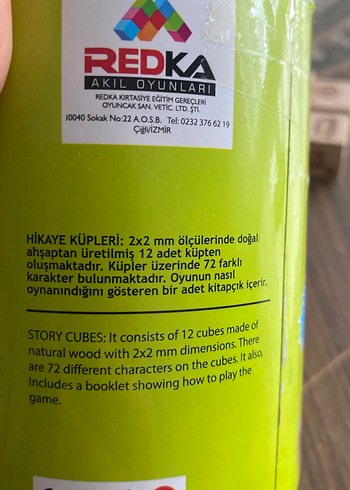 REDKA
AKIL OYUNLARI
REDKA KIRTASİYE EĞİTİM GEREÇLERİ
OYUNCAK SAN. VE TİC. LTD. ŞTİ.
10040 Sokak No:22 A.O.S.B. Tel: 0232 376 62 19
Çiğli/İZMİR
HİKAYE KÜPLERİ: 2x2 mm ölçülerinde doğal
ahşaptan üretilmiş 12 adet küpten
oluşmaktadır. Küpler üzerinde 72 farklı
karakter bulunmaktadır. Oyunun nasıl
oynanındığını gösteren bir adet kitapçık içerir.
STORY CUBES: It consists of 12 cubes made of
natural wood with 2x2 mm dimensions. There
are 72 different characters on the cubes. It also,
Includes a booklet showing how to play the
game.